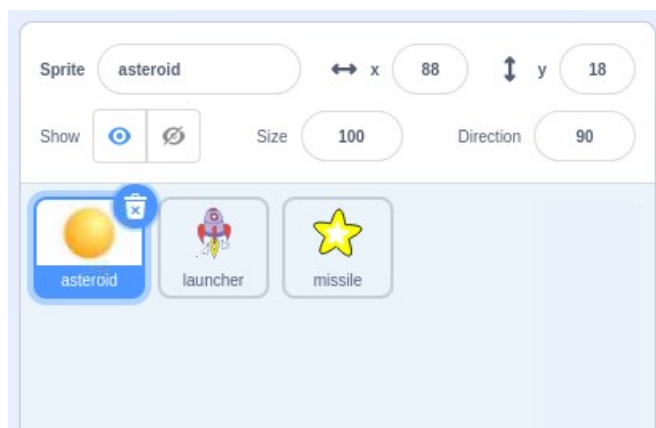 Sprite asteroid x 88 y 18
Show Size 100 Direction 90
asteroid launcher missile